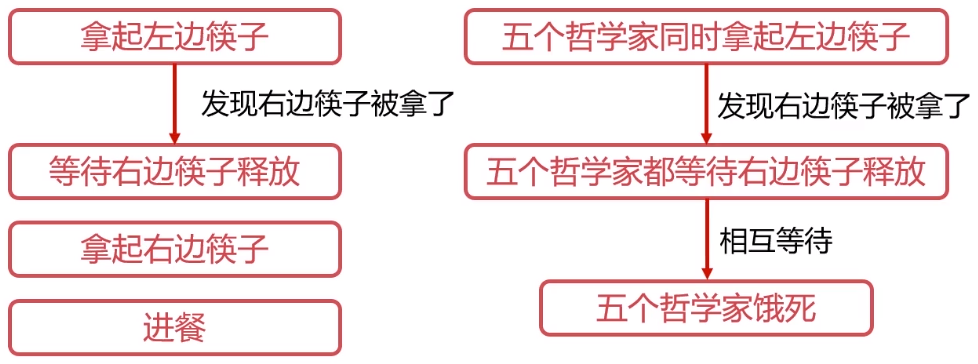 拿起左边筷子
发现右边筷子被拿了
等待右边筷子释放
拿起右边筷子
进餐
五个哲学家同时拿起左边筷子
发现右边筷子被拿了
五个哲学家都等待右边筷子释放
相互等待
五个哲学家饿死